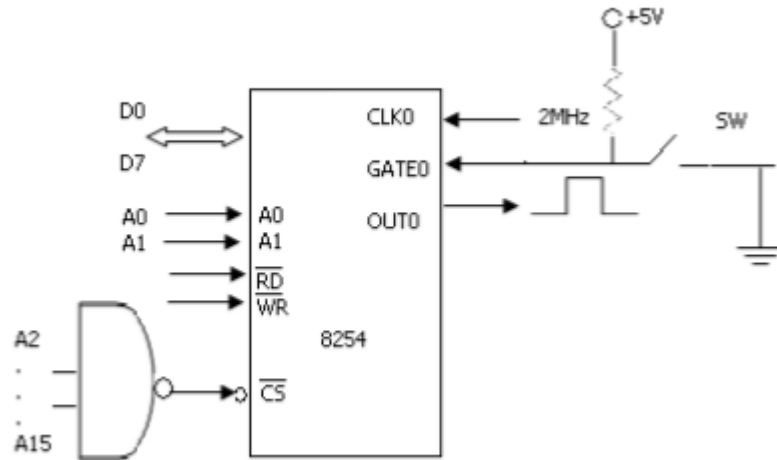 +5V
D0
CLK0
2MHz
SW
D7
GATE0
A0
A0
OUT0
A1
A1
RD
WR
A2
8254
.
.
CS
.
A15